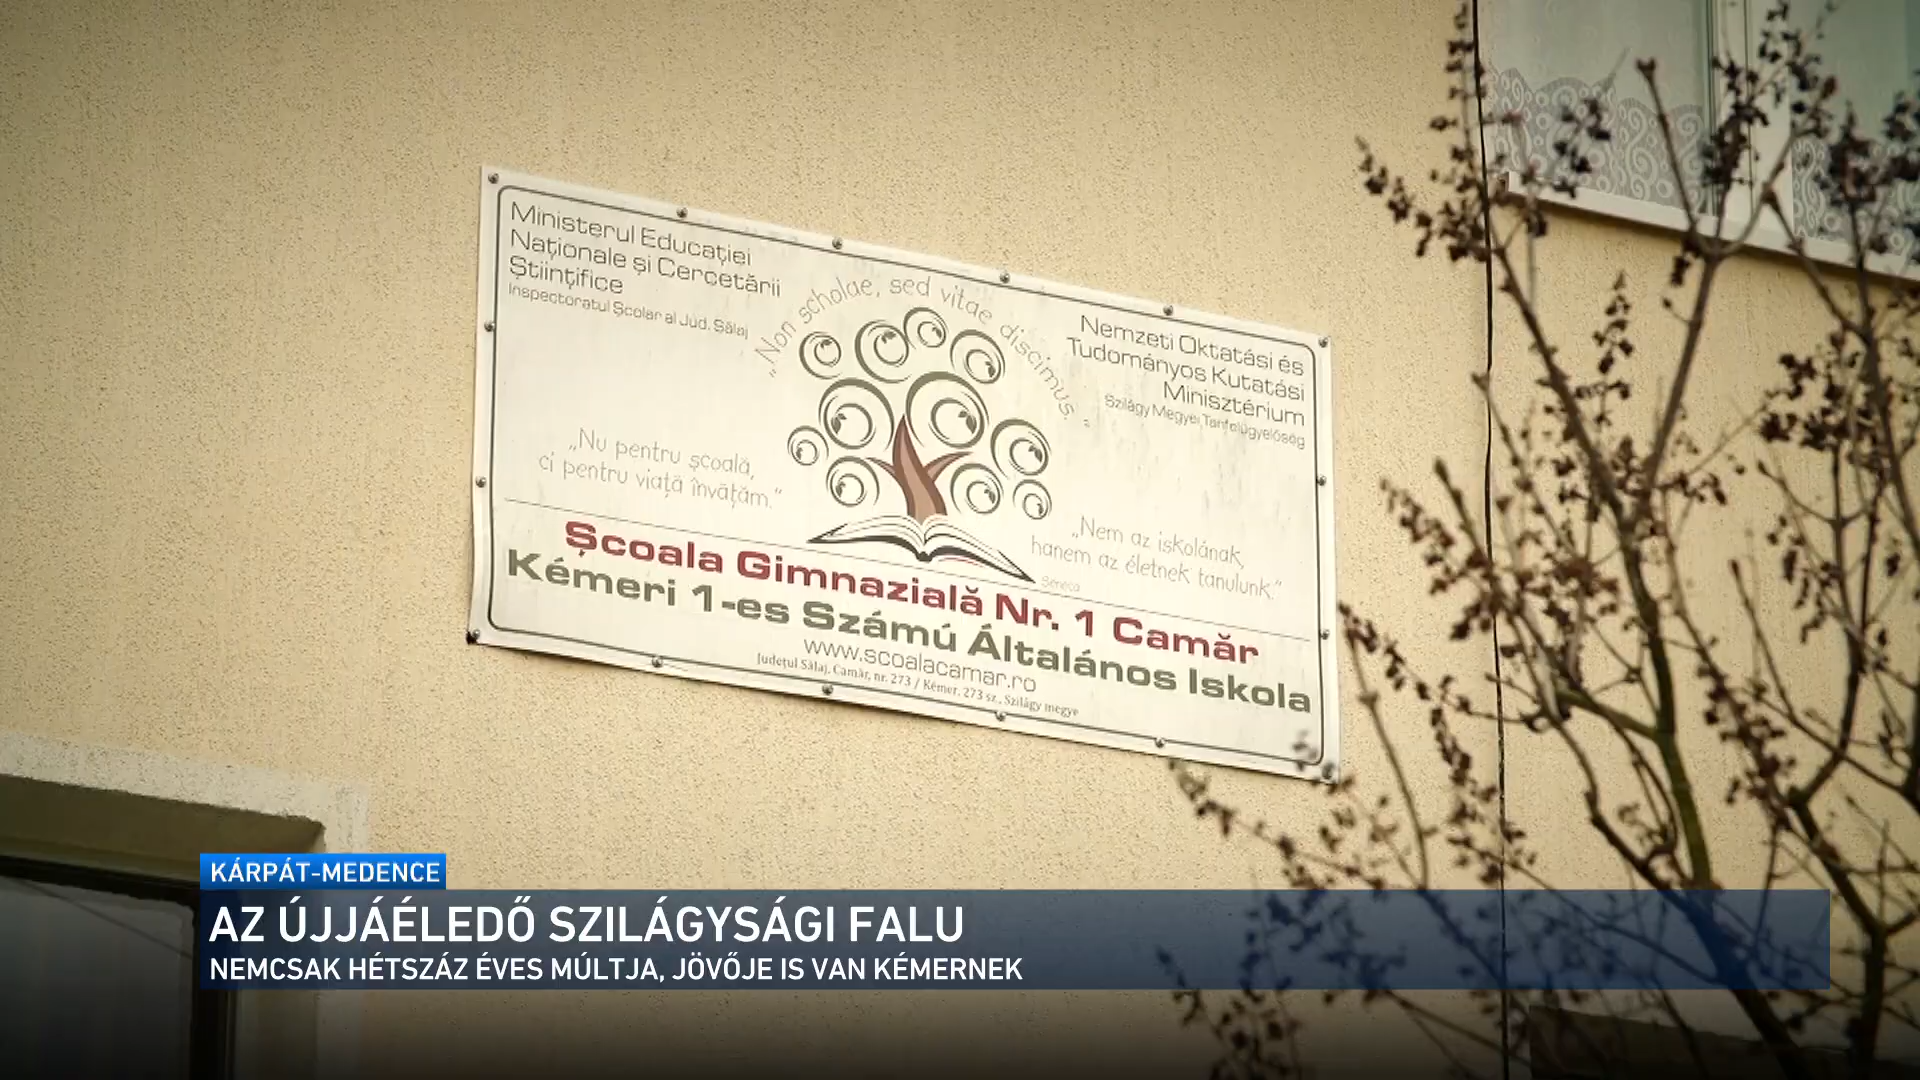 Ministerul Educației
Naționale și Cercetării
Științifice
Inspectoratul Școlar al Jud. Sălaj
„Non scholae, sed vitae discimus.”
Nemzeti Oktatási és
Tudományos Kutatási
Minisztérium
Szilágy Megyei Tanfelügyelőség
„Nu pentru școală,
ci pentru viață învățăm.”
„Nem az iskolának,
hanem az életnek tanulunk.”
Seneca
Școala Gimnazială Nr. 1 Camăr
Kémeri 1-es Számú Általános Iskola
www.scoalacamar.ro
Județul Sălaj, Camăr, nr. 273 / Kémer, 273 sz., Szilágy megye
KÁRPÁT-MEDENCE
AZ ÚJJÁÉLEDŐ SZILÁGYSÁGI FALU
NEMCSAK HÉTSZÁZ ÉVES MÚLTJA, JÖVŐJE IS VAN KÉMERNEK